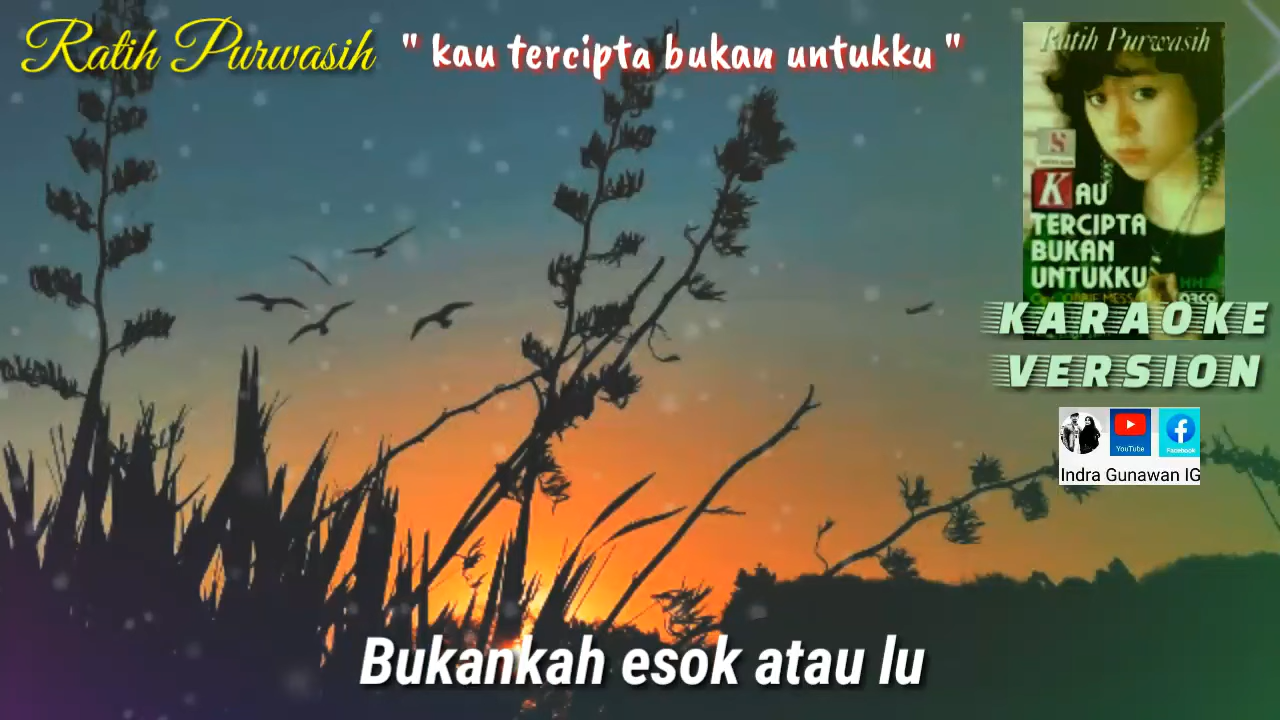 Ratih Purwasih
" kau tercipta bukan untukku "
Ratih Purwasih
S
KAU
TERCIPTA
BUKAN
UNTUKKU
KARAOKE
VERSION
YouTube
Facebook
Indra Gunawan IG
Bukankah esok atau lu